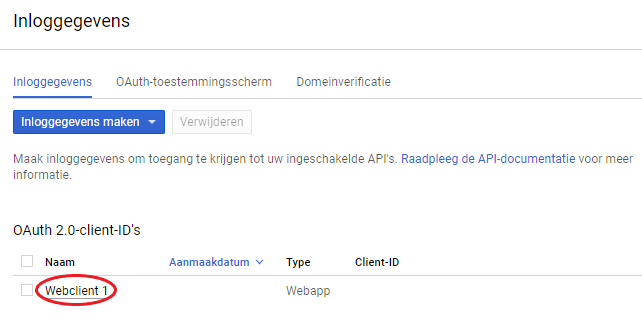 Inloggegevens
Inloggegevens OAuth-toestemmingsscherm Domeinverificatie
Inloggegevens maken Verwijderen
Maak inloggegevens om toegang te krijgen tot uw ingeschakelde API's. Raadpleeg de API-documentatie voor meer
informatie.
OAuth 2.0-client-ID's
Naam Aanmaakdatum Type Client-ID
Webclient 1 Webapp